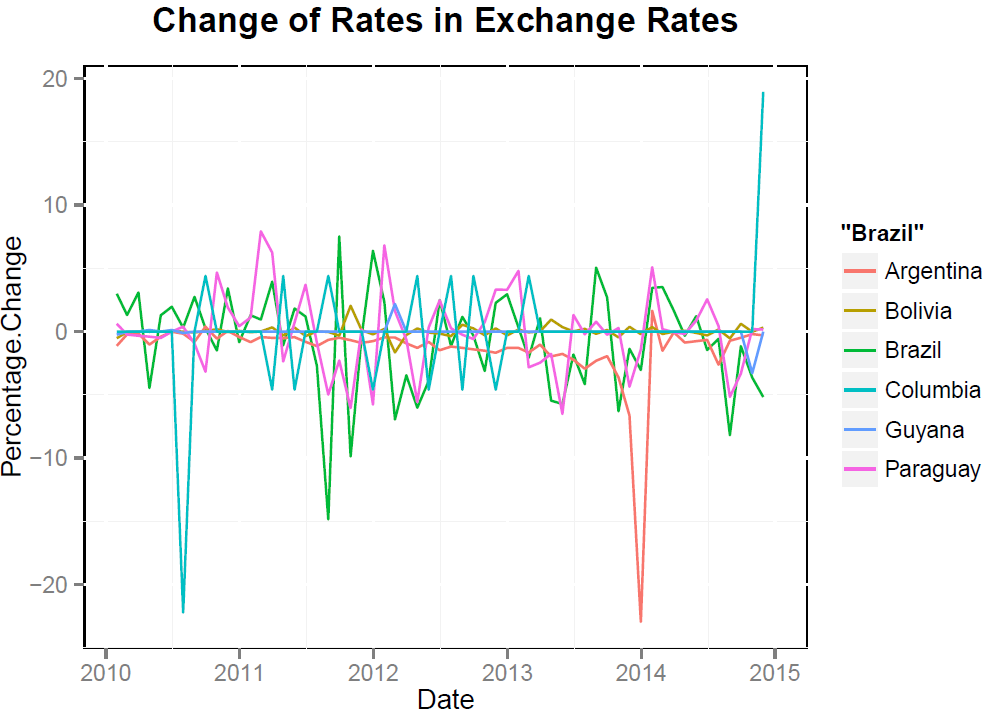 Change of Rates in Exchange Rates
Percentage.Change
20
10
0
−10
−20
2010
2011
2012
2013
2014
2015
Date
"Brazil"
Argentina
Bolivia
Brazil
Columbia
Guyana
Paraguay